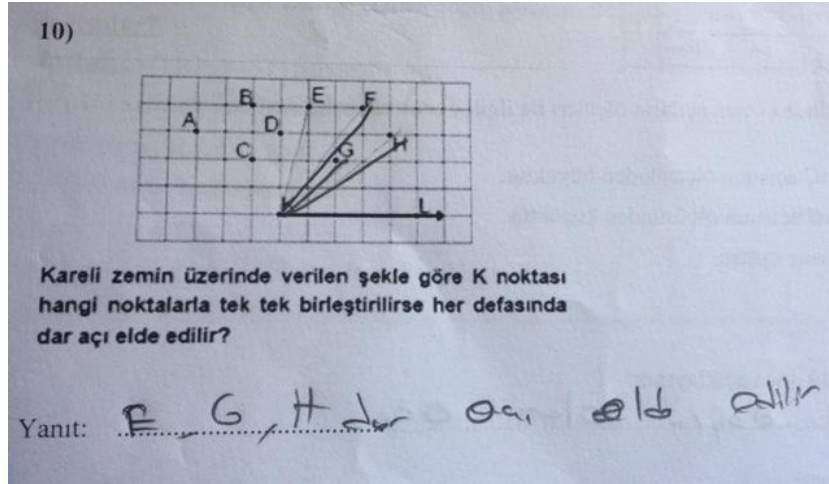 10)
B E F
A D
C G H
K L
Kareli zemin üzerinde verilen şekle göre K noktası
hangi noktalarla tek tek birleştirilirse her defasında
dar açı elde edilir?
Yanıt: E, G, H dar açı elde edilir